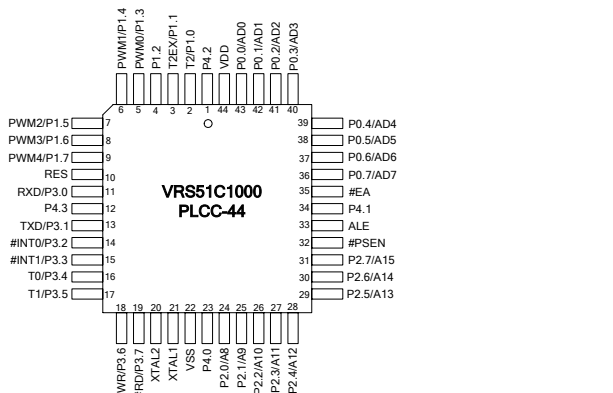 PWM1/P1.4
PWM0/P1.3
P1.2
T2EX/P1.1
T2/P1.0
P4.2
VDD
P0.0/AD0
P0.1/AD1
P0.2/AD2
P0.3/AD3
6 5 4 3 2 1 44 43 42 41 40
PWM2/P1.5 7
PWM3/P1.6 8
PWM4/P1.7 9
RES 10
RXD/P3.0 11
P4.3 12
TXD/P3.1 13
#INT0/P3.2 14
#INT1/P3.3 15
T0/P3.4 16
T1/P3.5 17
VRS51C1000
PLCC-44
39 P0.4/AD4
38 P0.5/AD5
37 P0.6/AD6
36 P0.7/AD7
35 #EA
34 P4.1
33 ALE
32 #PSEN
31 P2.7/A15
30 P2.6/A14
29 P2.5/A13
18 19 20 21 22 23 24 25 26 27 28
WR/P3.6
RD/P3.7
XTAL2
XTAL1
VSS
P4.0
P2.0/A8
P2.1/A9
P2.2/A10
P2.3/A11
P2.4/A12